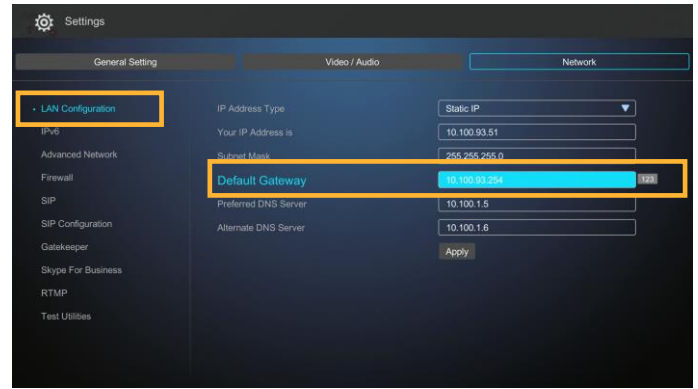 Settings
General Setting Video / Audio Network
• LAN Configuration
IP Address Type Static IP
IPv6
Your IP Address is 10.100.93.51
Advanced Network
Subnet Mask 255.255.255.0
Firewall
Default Gateway 10.100.93.254 123
SIP
Preferred DNS Server 10.100.1.5
SIP Configuration
Alternate DNS Server 10.100.1.6
Gatekeeper
Apply
Skype For Business
RTMP
Test Utilities